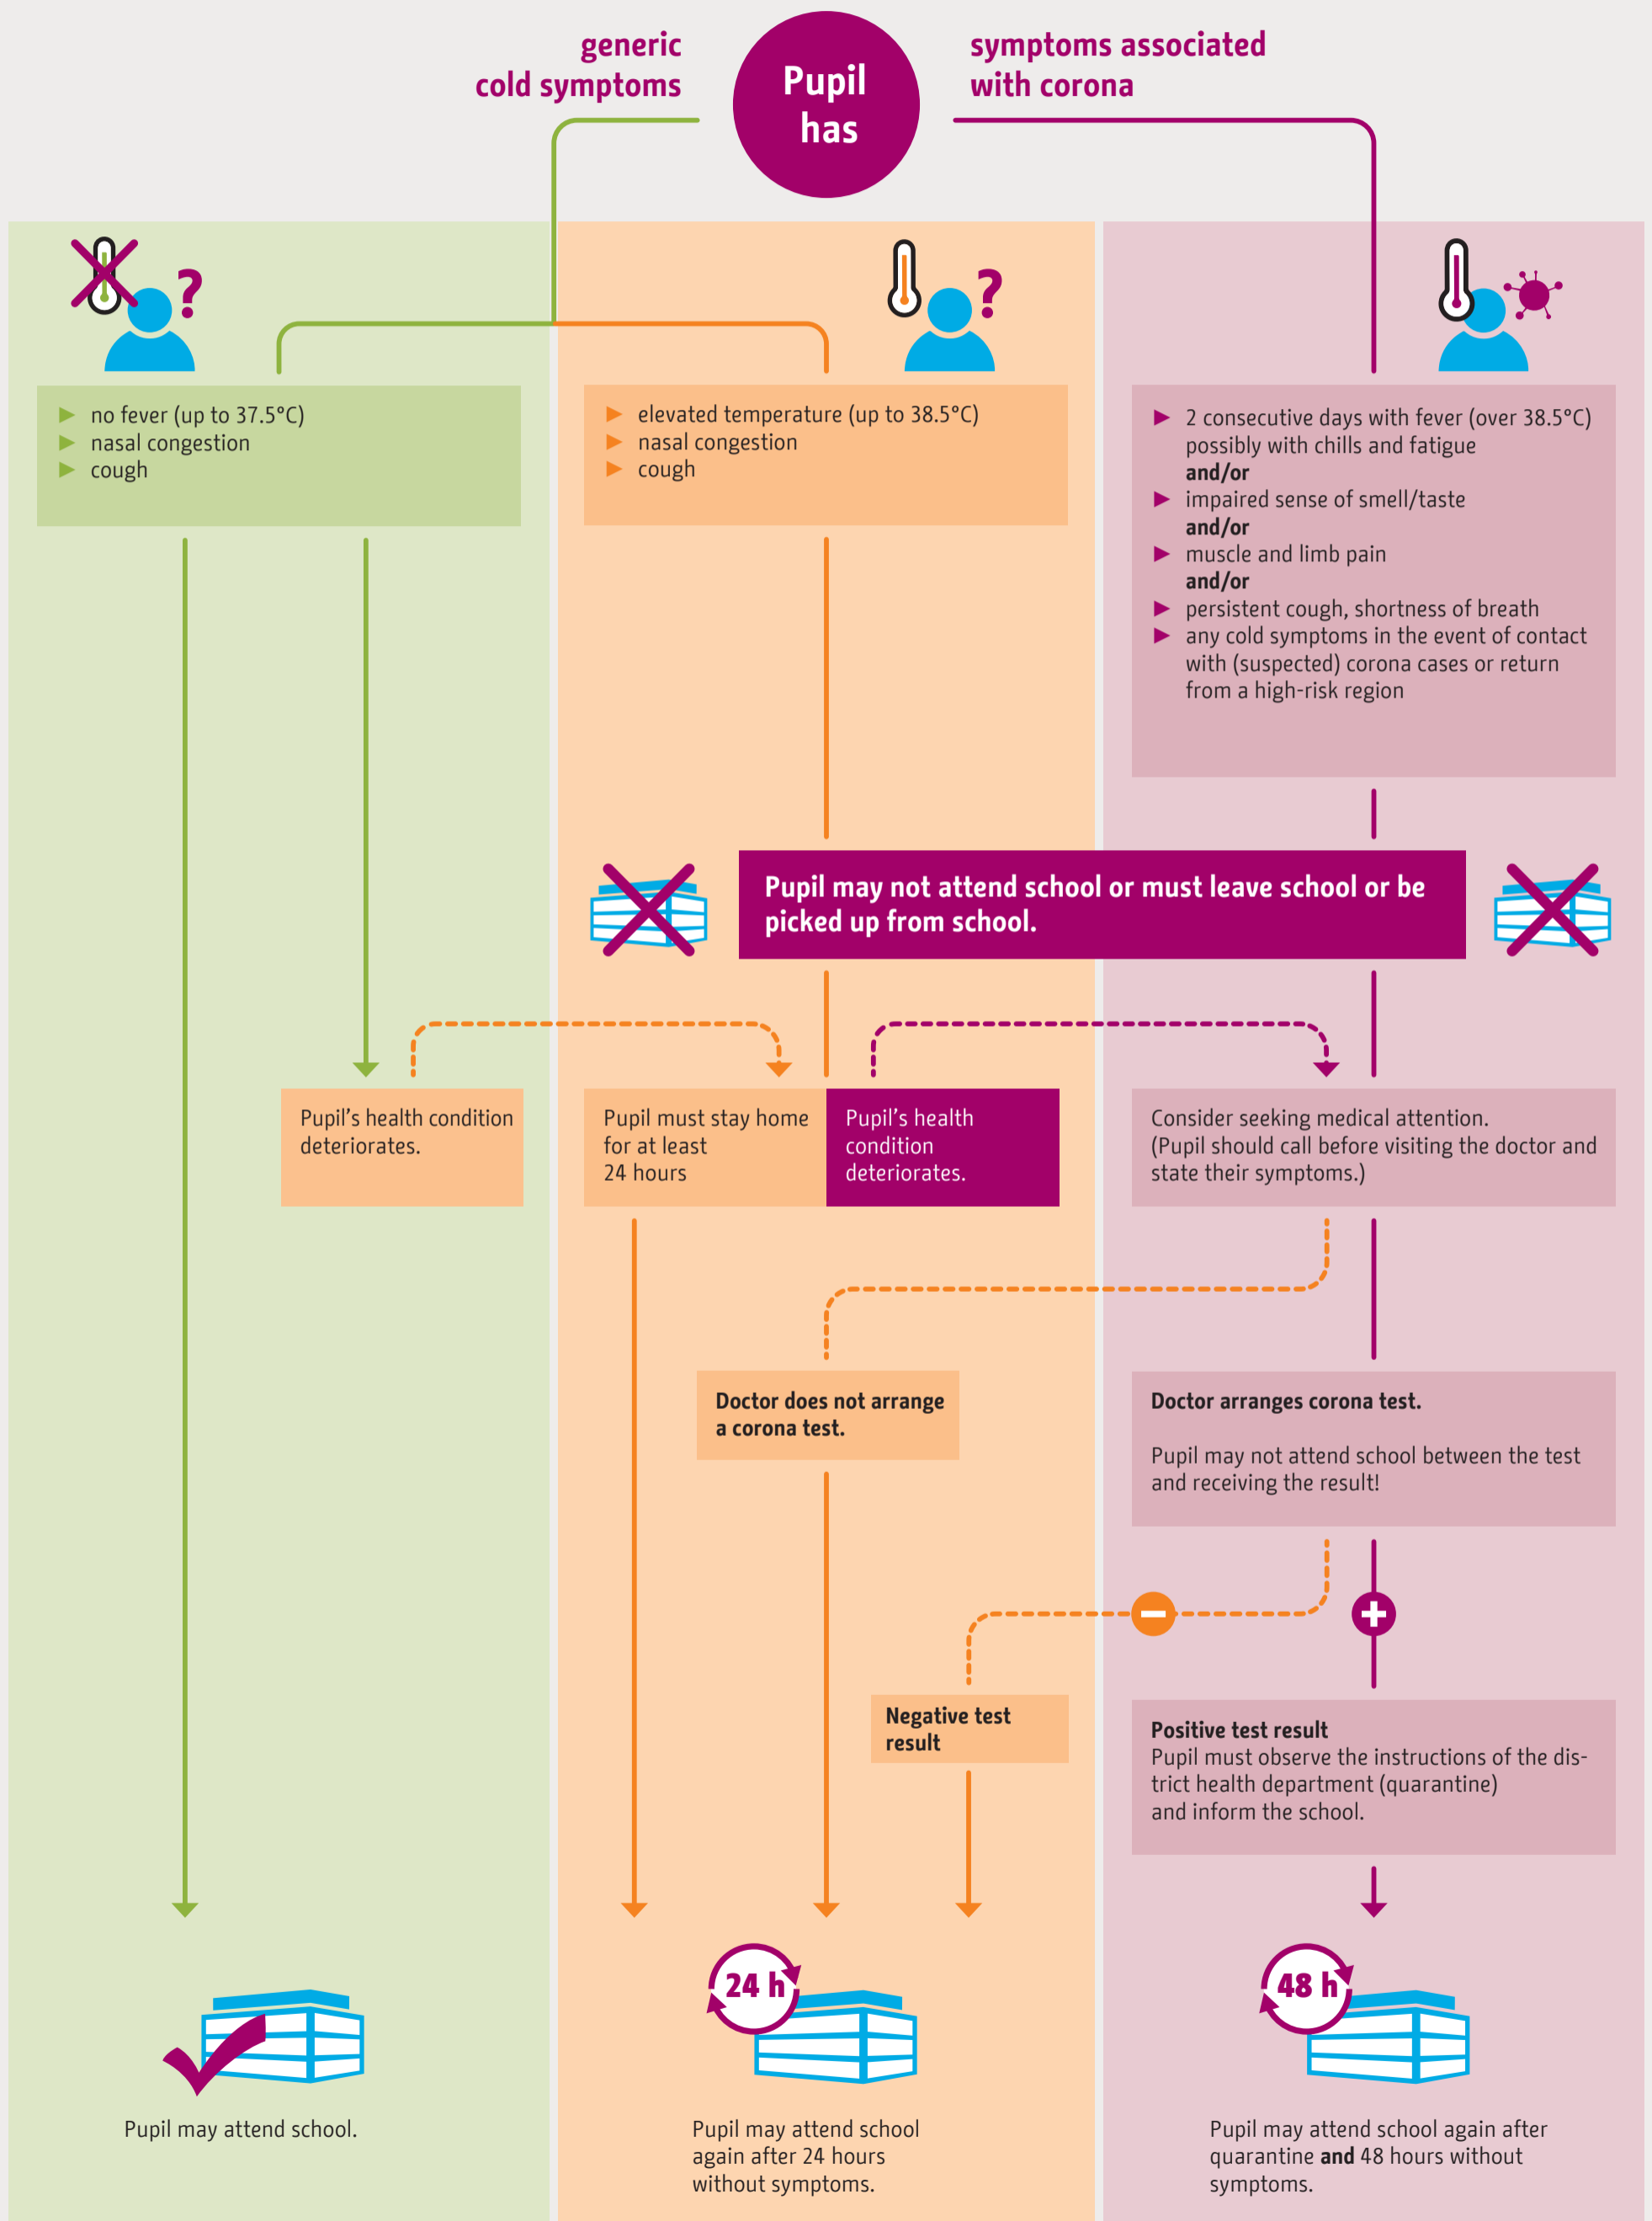 generic
cold symptoms
Pupil
has
symptoms associated
with corona
?
?
no fever (up to 37.5°C)
nasal congestion
cough
elevated temperature (up to 38.5°C)
nasal congestion
cough
2 consecutive days with fever (over 38.5°C)
possibly with chills and fatigue
and/or
impaired sense of smell/taste
and/or
muscle and limb pain
and/or
persistent cough, shortness of breath
any cold symptoms in the event of contact
with (suspected) corona cases or return
from a high-risk region
Pupil may not attend school or must leave school or be
picked up from school.
Pupil's health condition
deteriorates.
Pupil must stay home
for at least
24 hours
Pupil's health
condition
deteriorates.
Consider seeking medical attention.
(Pupil should call before visiting the doctor and
state their symptoms.)
Doctor does not arrange
a corona test.
Doctor arranges corona test.
Pupil may not attend school between the test
and receiving the result!
Negative test
result
Positive test result
Pupil must observe the instructions of the dis-
trict health department (quarantine)
and inform the school.
24 h
48 h
Pupil may attend school.
Pupil may attend school
again after 24 hours
without symptoms.
Pupil may attend school again after
quarantine and 48 hours without
symptoms.